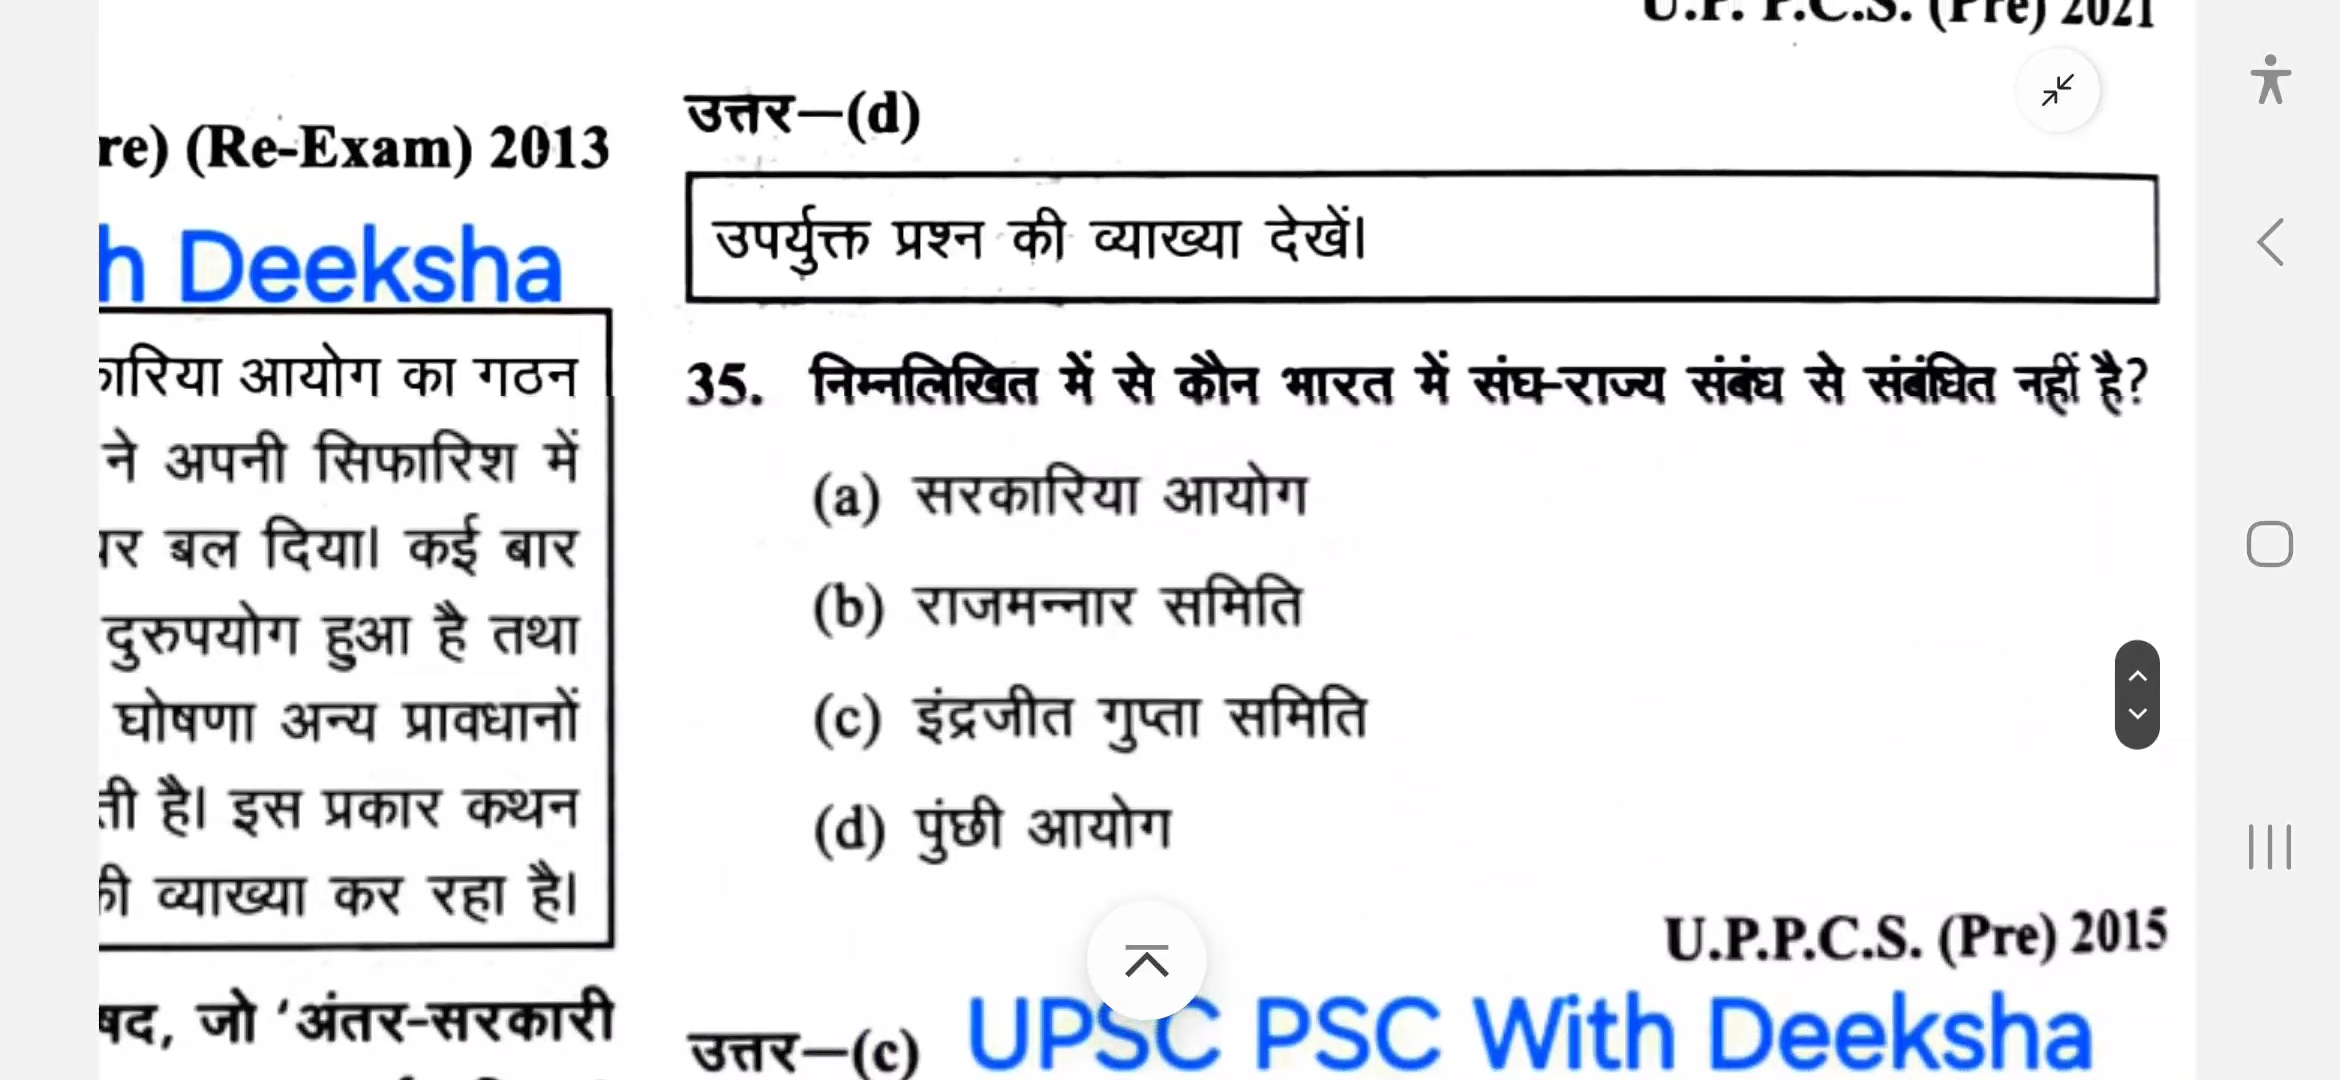 re) (Re-Exam) 2013
h Deeksha
कारिया आयोग का गठन
ने अपनी सिफारिश में
पर बल दिया। कई बार
दुरुपयोग हुआ है तथा
घोषणा अन्य प्रावधानों
ती है। इस प्रकार कथन
की व्याख्या कर रहा है।
षद, जो ‘अंतर-सरकारी
U.P. P.C.S. (Pre) 2021
उत्तर—(d)
उपर्युक्त प्रश्न की व्याख्या देखें।
35. निम्नलिखित में से कौन भारत में संघ-राज्य संबंध से संबंधित नहीं है?
(a) सरकारिया आयोग
(b) राजमन्नार समिति
(c) इंद्रजीत गुप्ता समिति
(d) पुंछी आयोग
U.P.P.C.S. (Pre) 2015
उत्तर—(c) UPSC PSC With Deeksha